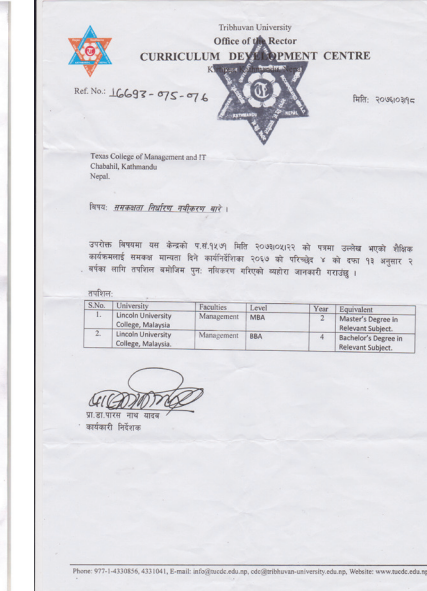 Tribhuvan University
Office of the Rector
CURRICULUM DEVELOPMENT CENTRE
Ref. No.: 16693-075-076
मिति: २०७६।०३।१८
KATHMANDU
NEPAL
Texas College of Management and IT
Chabahil, Kathmandu
Nepal.
विषय: समकक्षता निर्धारण नवीकरण बारे ।
उपरोक्त विषयमा यस केन्द्रको प.सं.१५७१ मिति २०७३।०५।२२ को पत्रमा उल्लेख भएको शैक्षिक
कार्यक्रमलाई समकक्ष मान्यता दिने कार्यनिर्देशिका २०६७ को परिच्छेद ४ को दफा १३ अनुसार २
बर्षका लागि तपशिल बमोजिम पुनः नविकरण गरिएको ब्यहोरा जानकारी गराउंछु ।
तपशिल:
S.No. University Faculties Level Year Equivalent
1. Lincoln University College, Malaysia Management MBA 2 Master's Degree in Relevant Subject.
2. Lincoln University College, Malaysia. Management BBA 4 Bachelor's Degree in Relevant Subject.
प्रा.डा.पारस नाथ यादव
कार्यकारी निर्देशक
Phone: 977-1-4330856, 4331041, E-mail: info@tucdc.edu.np, cdc@tribhuvan-university.edu.np, Website: www.tucdc.edu.np